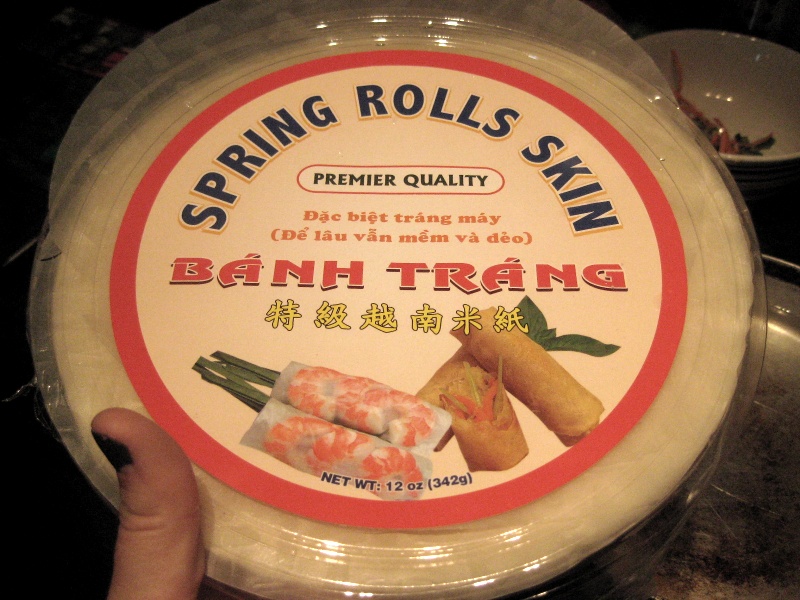 SPRING ROLLS SKIN
PREMIER QUALITY
Đặc biệt tráng máy
(Để lâu vẫn mềm và dẻo)
BÁNH TRÁNG
特級越南米紙
NET WT: 12 oz (342g)